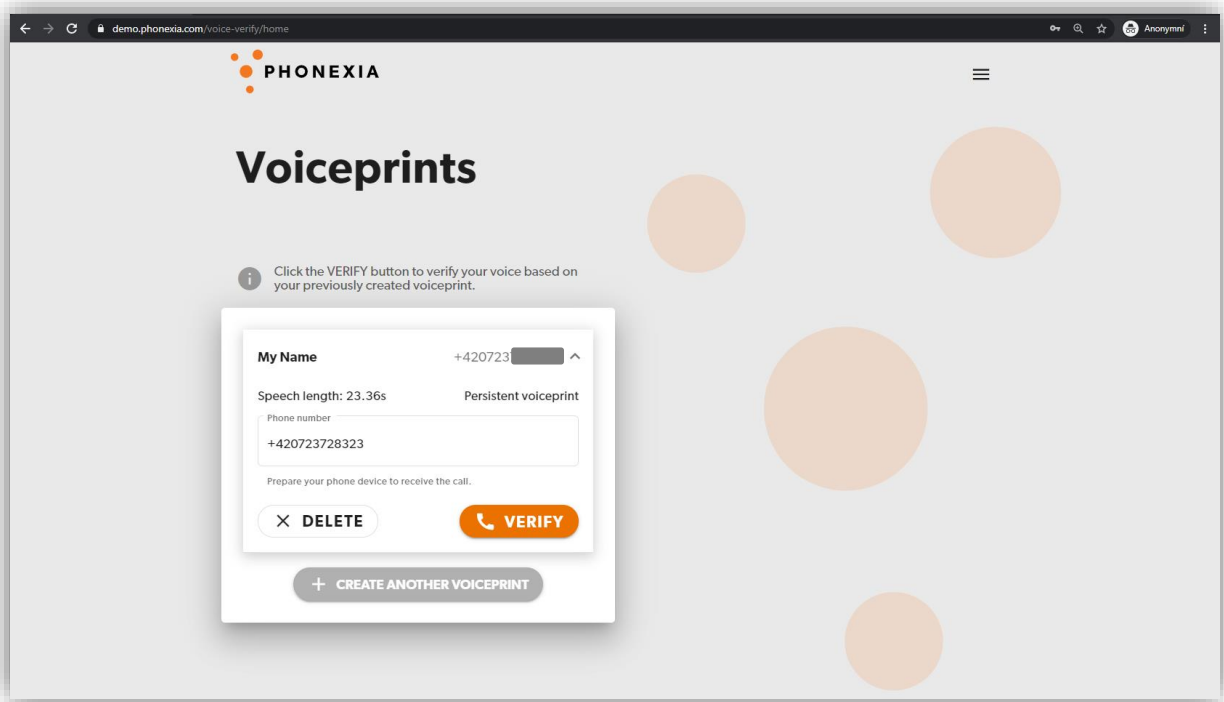 demo.phonexia.com/voice-verify/home
Anonymní
PHONEXIA
Voiceprints
Click the VERIFY button to verify your voice based on
your previously created voiceprint.
My Name +420723
Speech length: 23.36s Persistent voiceprint
Phone number
+420723728323
Prepare your phone device to receive the call.
DELETE VERIFY
CREATE ANOTHER VOICEPRINT